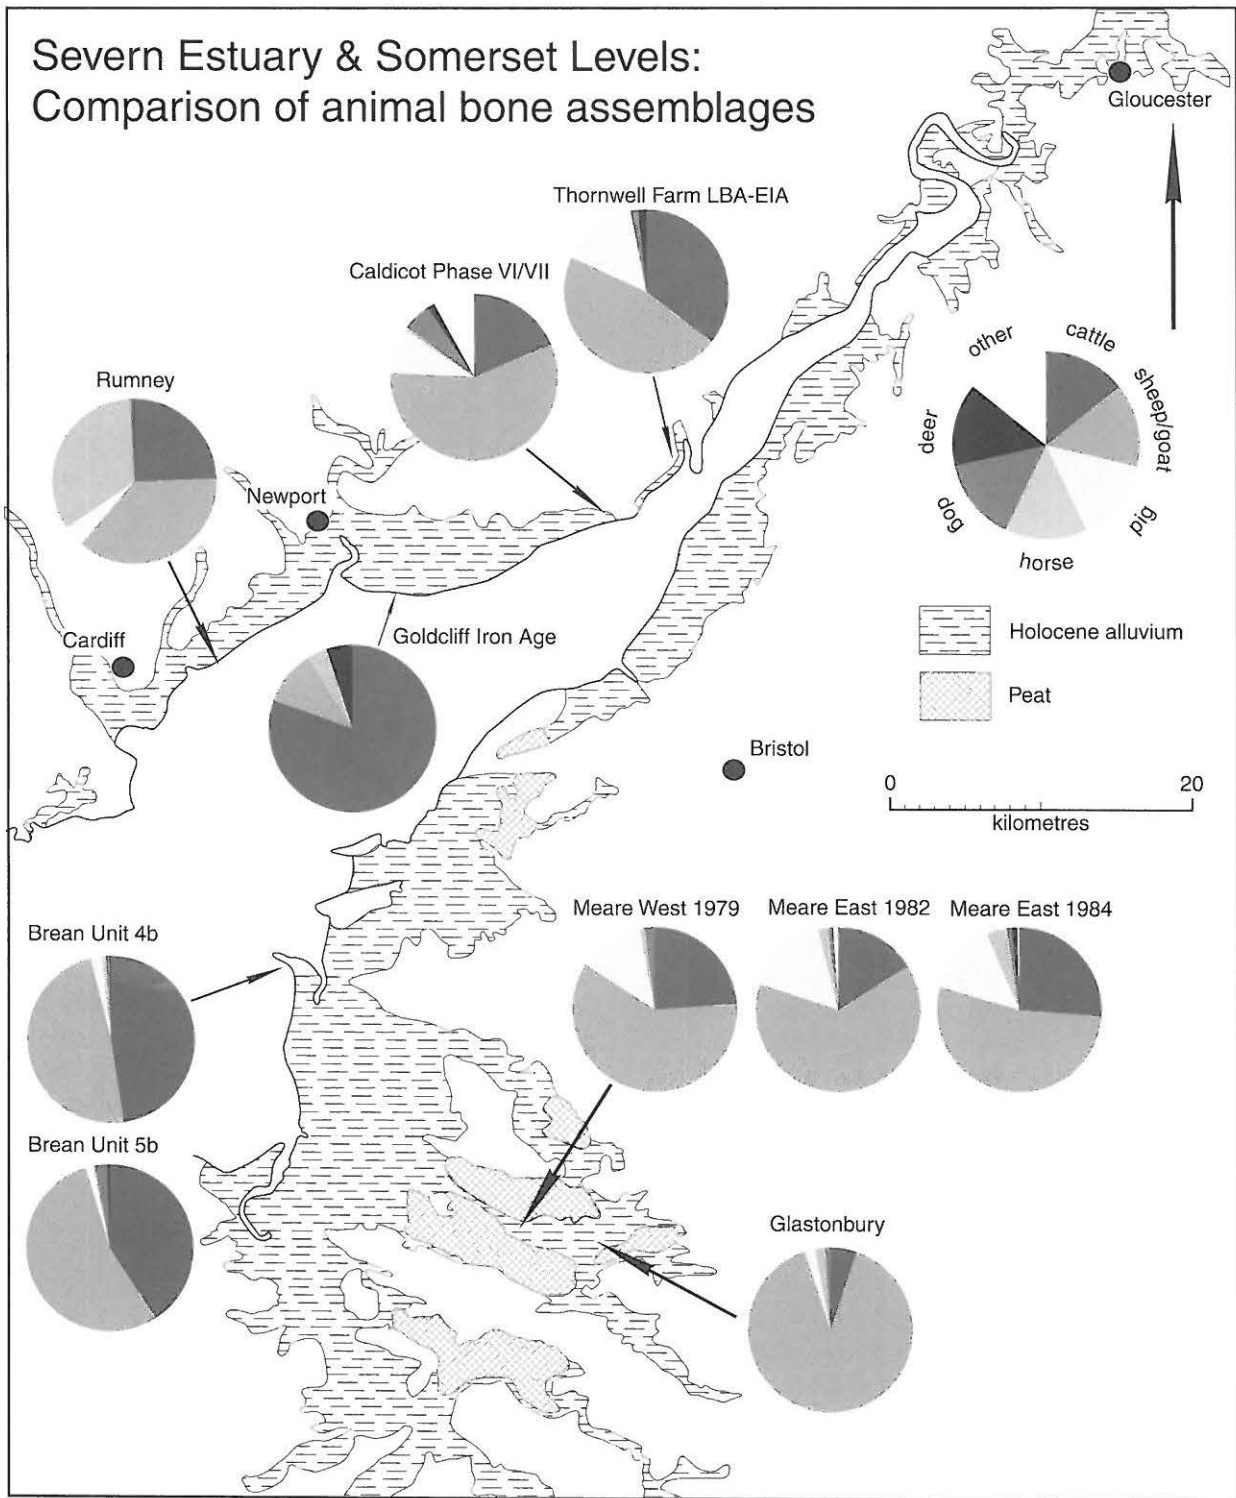 Severn Estuary & Somerset Levels:
Comparison of animal bone assemblages
Gloucester
Thornwell Farm LBA-EIA
Caldicot Phase VI/VII
Rumney
Newport
Cardiff
Goldcliff Iron Age
other
cattle
sheep/goat
pig
horse
dog
deer
Holocene alluvium
Peat
Bristol
0 20
kilometres
Meare West 1979
Meare East 1982
Meare East 1984
Brean Unit 4b
Brean Unit 5b
Glastonbury